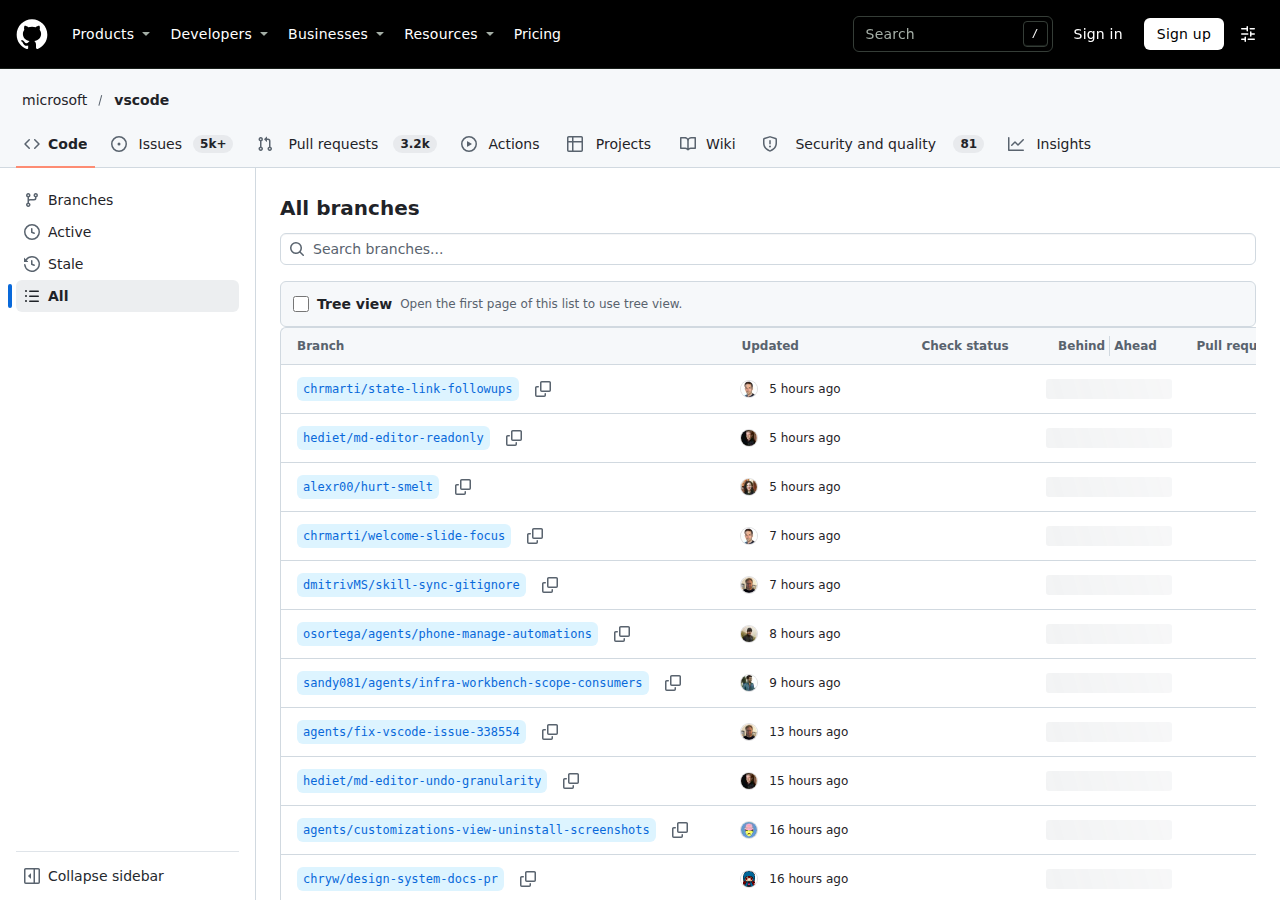 Products Developers Businesses Resources Pricing Search / Sign in Sign up
microsoft / vscode
Code Issues 5k+ Pull requests 3.2k Actions Projects Wiki Security and quality 81 Insights
Branches
Active
Stale
All
Collapse sidebar
All branches
Search branches...
Tree view Open the first page of this list to use tree view.
Branch Updated Check status Behind Ahead Pull requ
chrmarti/state-link-followups 5 hours ago
hediet/md-editor-readonly 5 hours ago
alexr00/hurt-smelt 5 hours ago
chrmarti/welcome-slide-focus 7 hours ago
dmitrivMS/skill-sync-gitignore 7 hours ago
osortega/agents/phone-manage-automations 8 hours ago
sandy081/agents/infra-workbench-scope-consumers 9 hours ago
agents/fix-vscode-issue-338554 13 hours ago
hediet/md-editor-undo-granularity 15 hours ago
agents/customizations-view-uninstall-screenshots 16 hours ago
chryw/design-system-docs-pr 16 hours ago